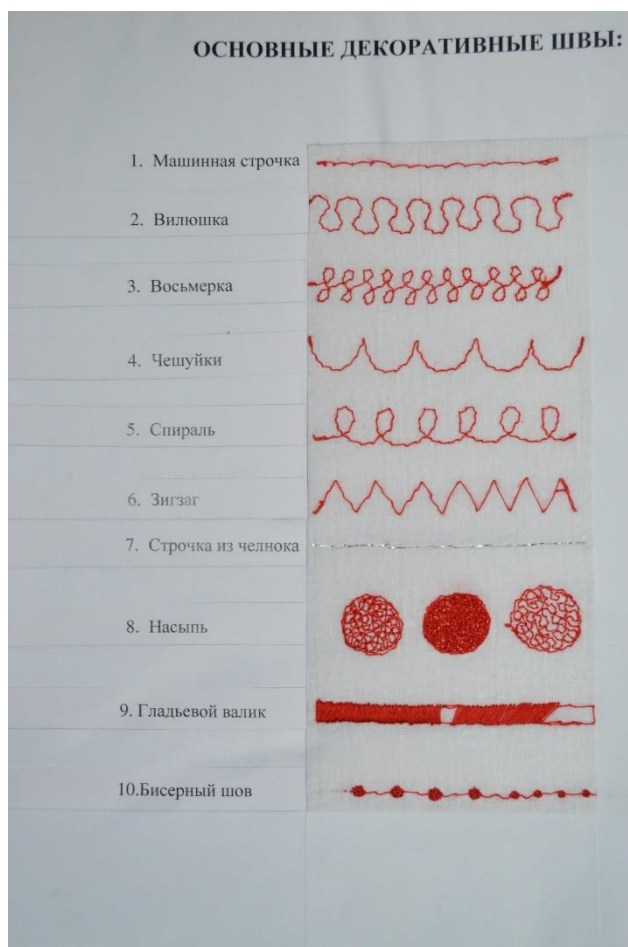 ОСНОВНЫЕ ДЕКОРАТИВНЫЕ ШВЫ:
1. Машинная строчка
2. Вилюшка
3. Восьмерка
4. Чешуйки
5. Спираль
6. Зигзаг
7. Строчка из челнока
8. Насыпь
9. Гладьевой валик
10.Бисерный шов